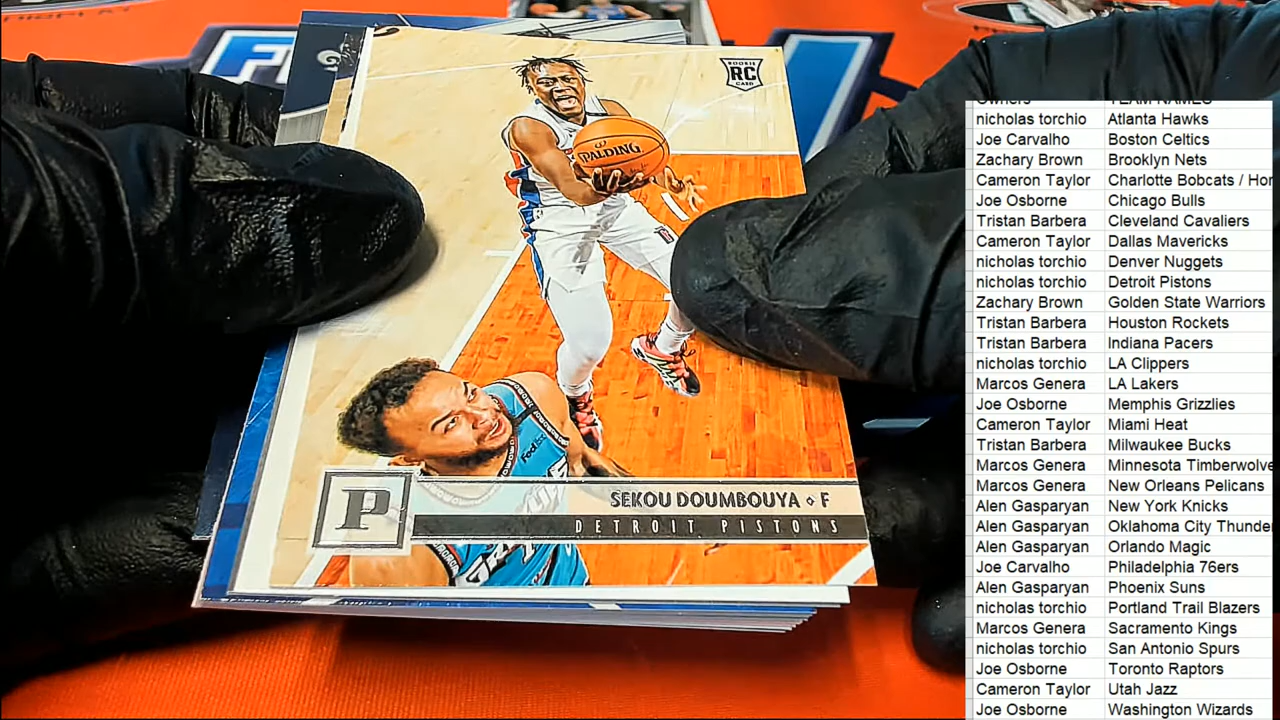 ROOKIE
RC
CARD
SPALDING
FedEx
P
SEKOU DOUMBOUYA F
DETROIT PISTONS
Owners TEAM NAMES
nicholas torchio Atlanta Hawks
Joe Carvalho Boston Celtics
Zachary Brown Brooklyn Nets
Cameron Taylor Charlotte Bobcats / Hor
Joe Osborne Chicago Bulls
Tristan Barbera Cleveland Cavaliers
Cameron Taylor Dallas Mavericks
nicholas torchio Denver Nuggets
nicholas torchio Detroit Pistons
Zachary Brown Golden State Warriors
Tristan Barbera Houston Rockets
Tristan Barbera Indiana Pacers
nicholas torchio LA Clippers
Marcos Genera LA Lakers
Joe Osborne Memphis Grizzlies
Cameron Taylor Miami Heat
Tristan Barbera Milwaukee Bucks
Marcos Genera Minnesota Timberwolve
Marcos Genera New Orleans Pelicans
Alen Gasparyan New York Knicks
Alen Gasparyan Oklahoma City Thunde
Alen Gasparyan Orlando Magic
Joe Carvalho Philadelphia 76ers
Alen Gasparyan Phoenix Suns
nicholas torchio Portland Trail Blazers
Marcos Genera Sacramento Kings
nicholas torchio San Antonio Spurs
Joe Osborne Toronto Raptors
Cameron Taylor Utah Jazz
Joe Osborne Washington Wizards